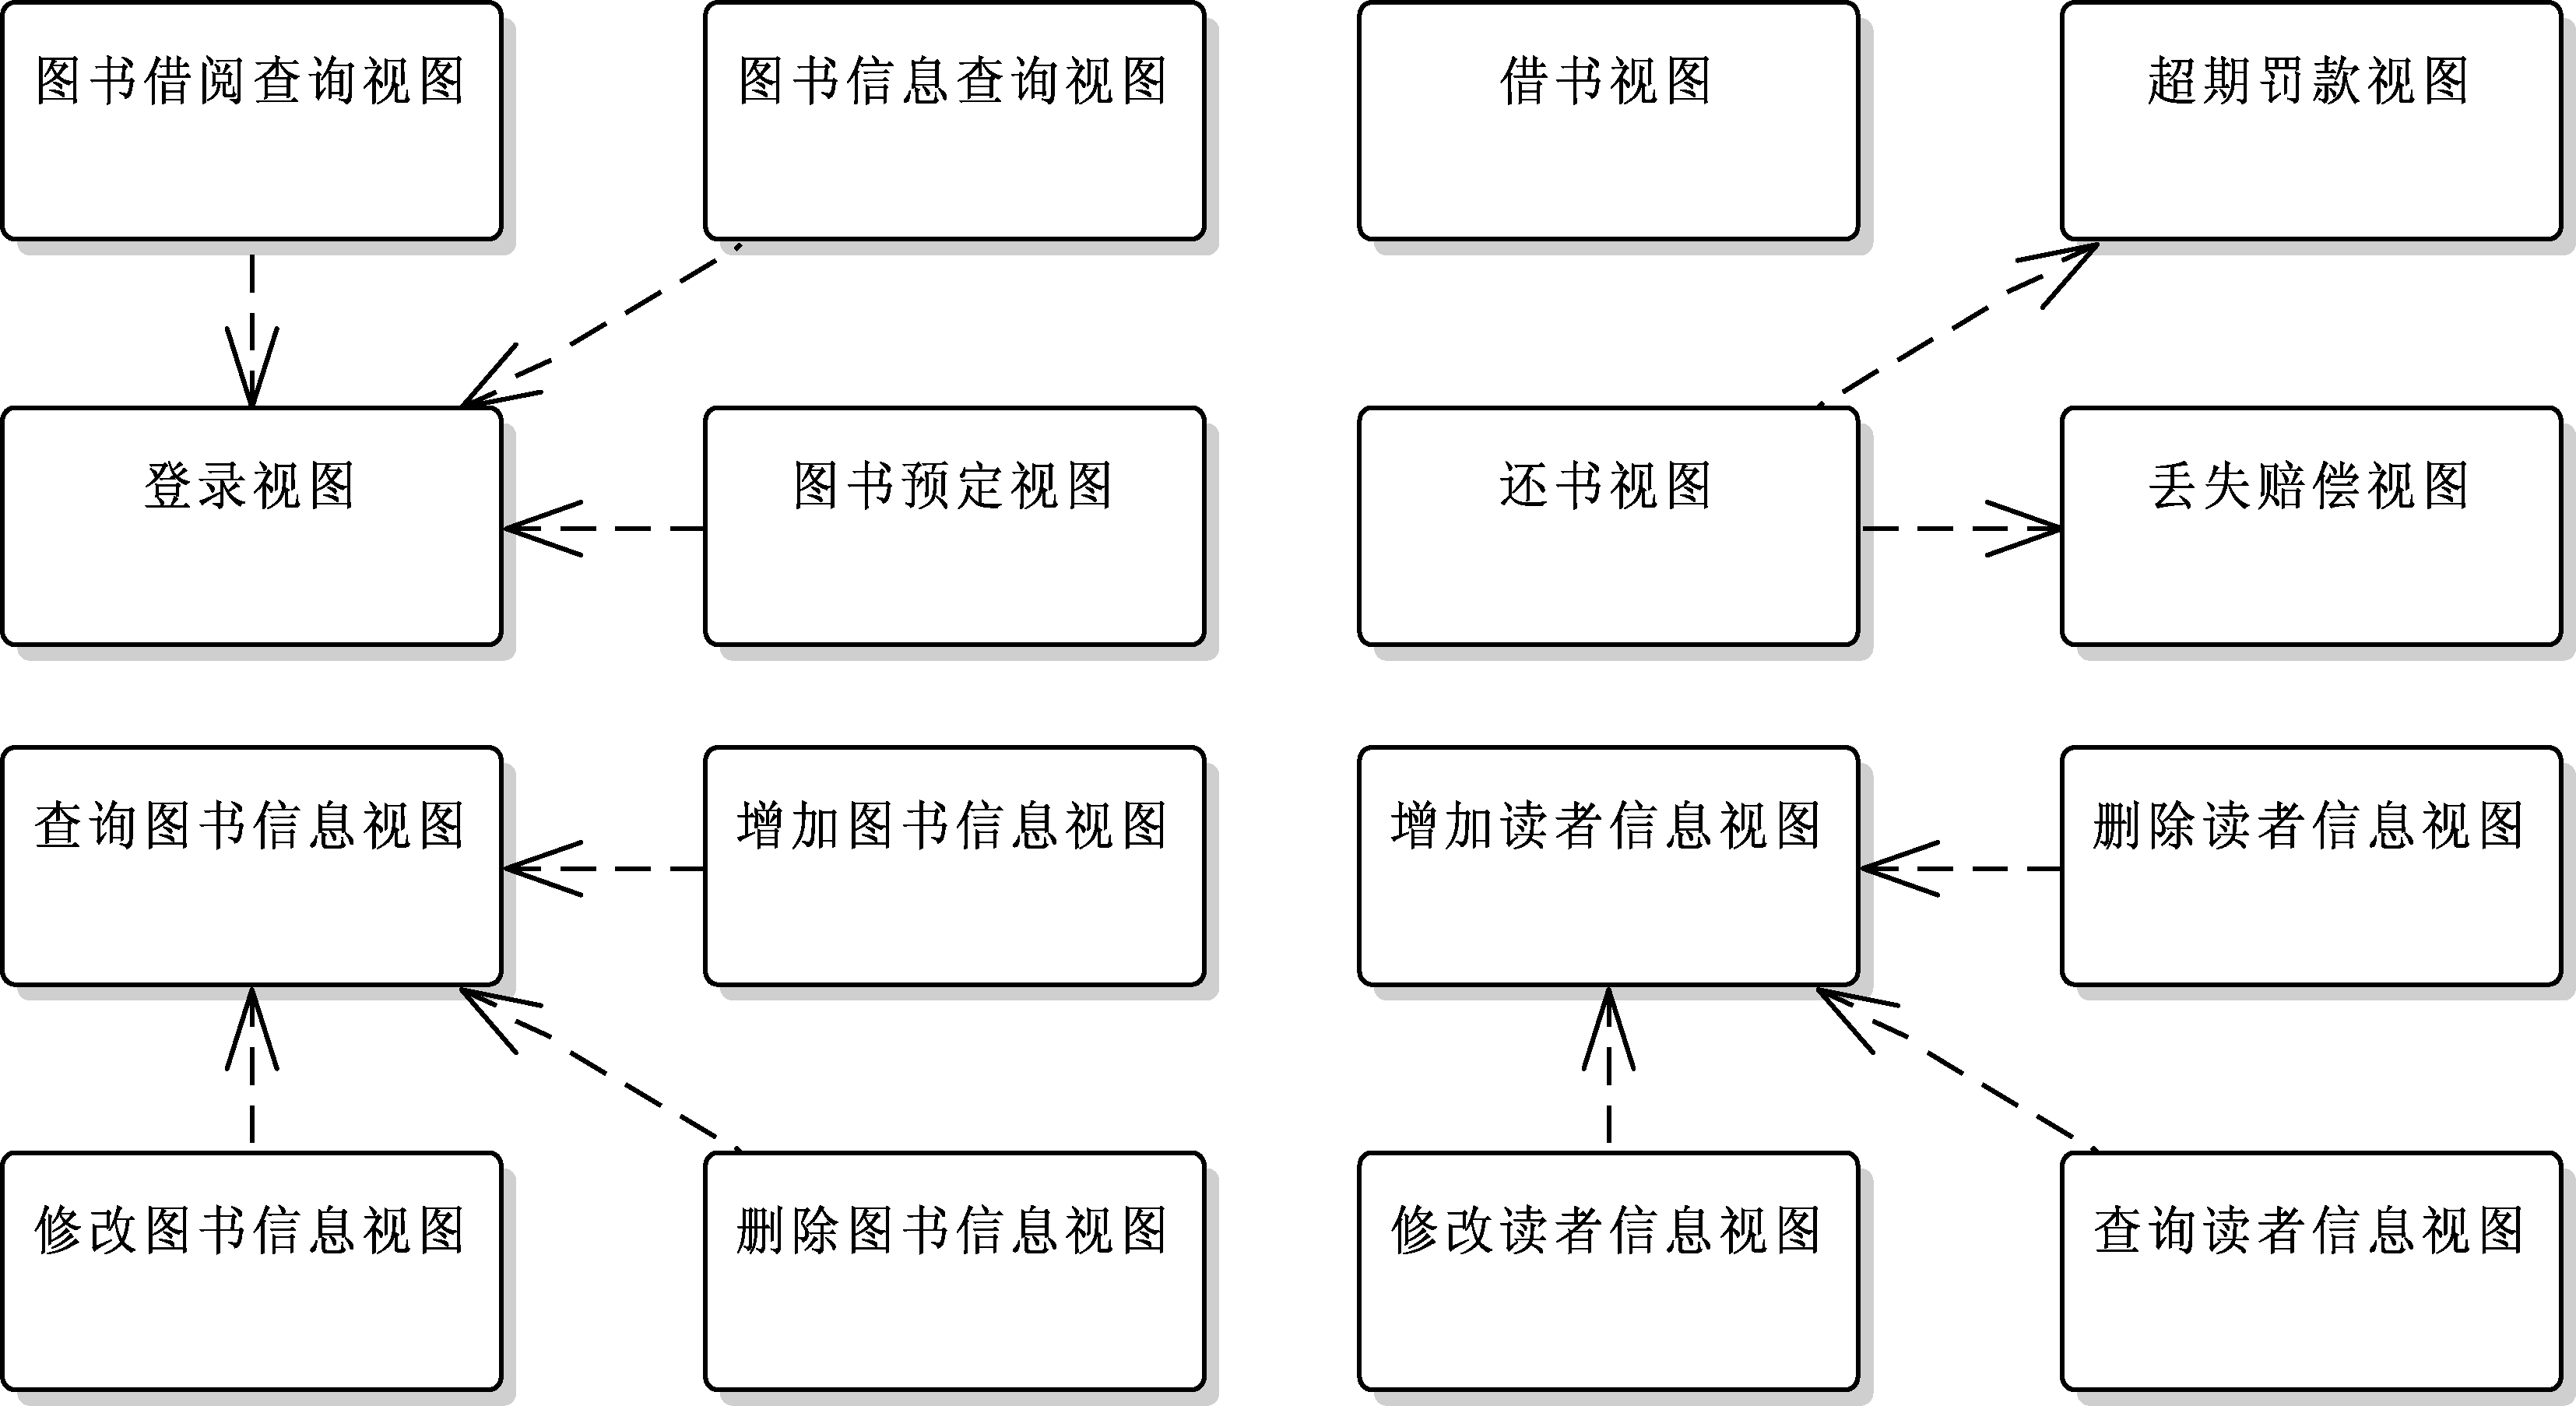 图书借阅查询视图
图书信息查询视图
借书视图
超期罚款视图
登录视图
图书预定视图
还书视图
丢失赔偿视图
查询图书信息视图
增加图书信息视图
增加读者信息视图
删除读者信息视图
修改图书信息视图
删除图书信息视图
修改读者信息视图
查询读者信息视图